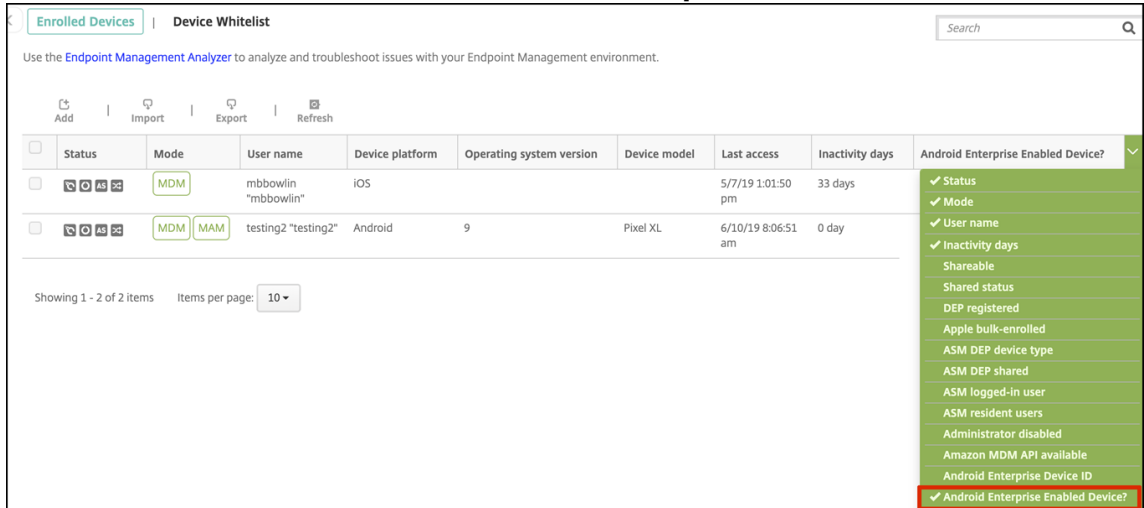 Enrolled Devices | Device Whitelist
Search
Use the Endpoint Management Analyzer to analyze and troubleshoot issues with your Endpoint Management environment.
Add | Import | Export | Refresh
Status Mode User name Device platform Operating system version Device model Last access Inactivity days Android Enterprise Enabled Device?
AS MDM mbbowlin iOS 5/7/19 1:01:50 33 days
"mbbowlin" pm
AS MDM MAM testing2 "testing2" Android 9 Pixel XL 6/10/19 8:06:51 0 day
am
Showing 1 - 2 of 2 items Items per page: 10
Status
Mode
User name
Inactivity days
Shareable
Shared status
DEP registered
Apple bulk-enrolled
ASM DEP device type
ASM DEP shared
ASM logged-in user
ASM resident users
Administrator disabled
Amazon MDM API available
Android Enterprise Device ID
Android Enterprise Enabled Device?